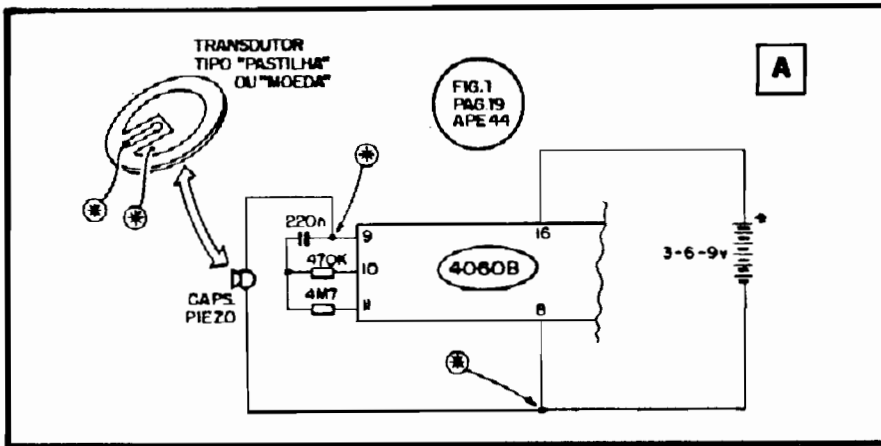 TRANSDUTOR
TIPO "PASTILHA"
OU "MOEDA"
FIG.1
PAG.19
APE 44
A
220n
9
16
470K
10
4060B
3-6-9v
+
4M7
11
8
CAPS.
PIEZO